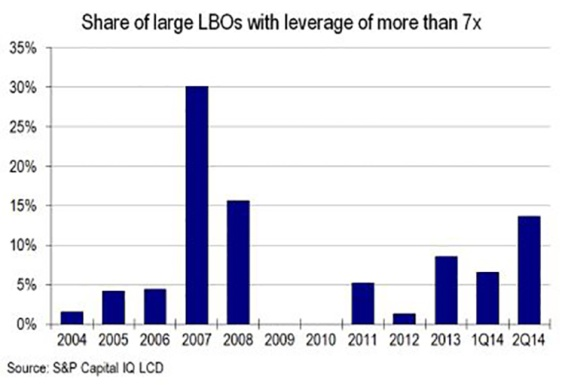 Share of large LBOs with leverage of more than 7x
35%
30%
25%
20%
15%
10%
5%
0%
2004 2005 2006 2007 2008 2009 2010 2011 2012 2013 1Q14 2Q14
Source: S&P Capital IQ LCD